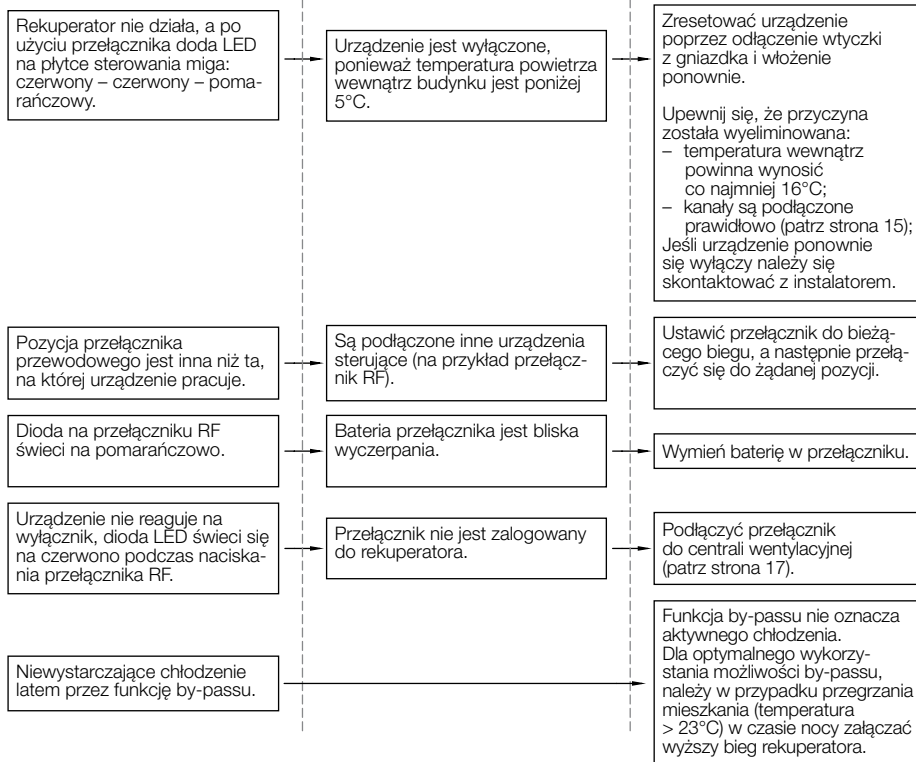 Rekuperator nie działa, a po
użyciu przełącznika doda LED
na płytce sterowania miga:
czerwony – czerwony – poma-
rańczowy.
Urządzenie jest wyłączone,
ponieważ temperatura powietrza
wewnątrz budynku jest poniżej
5°C.
Zresetować urządzenie
poprzez odłączenie wtyczki
z gniazdka i włożenie
ponownie.
Upewnij się, że przyczyna
została wyeliminowana:
– temperatura wewnątrz
powinna wynosić
co najmniej 16°C;
– kanały są podłączone
prawidłowo (patrz strona 15);
Jeśli urządzenie ponownie
się wyłączy należy się
skontaktować z instalatorem.
Pozycja przełącznika
przewodowego jest inna niż ta,
na której urządzenie pracuje.
Są podłączone inne urządzenia
sterujące (na przykład przełącz-
nik RF).
Ustawić przełącznik do bieżą-
cego biegu, a następnie przełą-
czyć się do żądanej pozycji.
Dioda na przełączniku RF
świeci na pomarańczowo.
Bateria przełącznika jest bliska
wyczerpania.
Wymień baterię w przełączniku.
Urządzenie nie reaguje na
wyłącznik, dioda LED świeci się
na czerwono podczas naciska-
nia przełącznika RF.
Przełącznik nie jest zalogowany
do rekuperatora.
Podłączyć przełącznik
do centrali wentylacyjnej
(patrz strona 17).
Niewystarczające chłodzenie
latem przez funkcję by-passu.
Funkcja by-passu nie oznacza
aktywnego chłodzenia.
Dla optymalnego wykorzy-
stania możliwości by-passu,
należy w przypadku przegrzania
mieszkania (temperatura
> 23°C) w czasie nocy załączać
wyższy bieg rekuperatora.